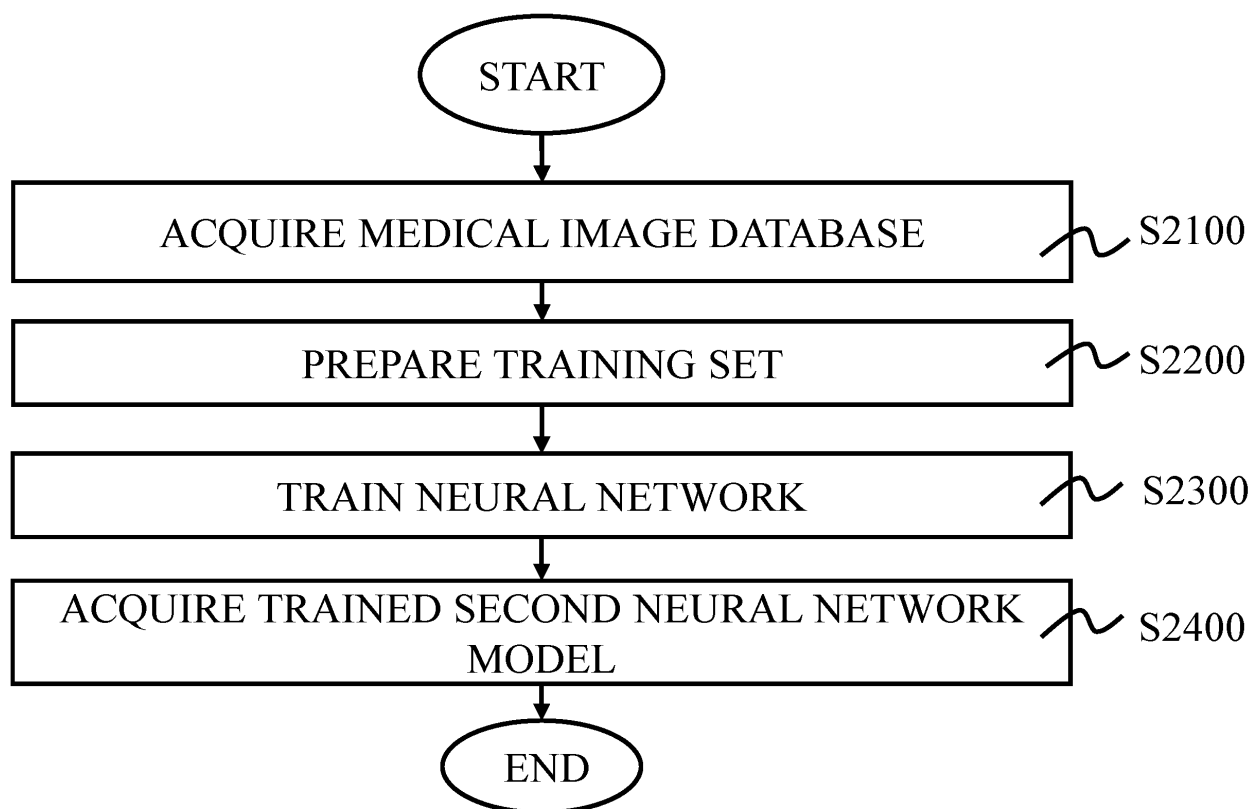 START
ACQUIRE MEDICAL IMAGE DATABASE
S2100
PREPARE TRAINING SET
S2200
TRAIN NEURAL NETWORK
S2300
ACQUIRE TRAINED SECOND NEURAL NETWORK
MODEL
S2400
END